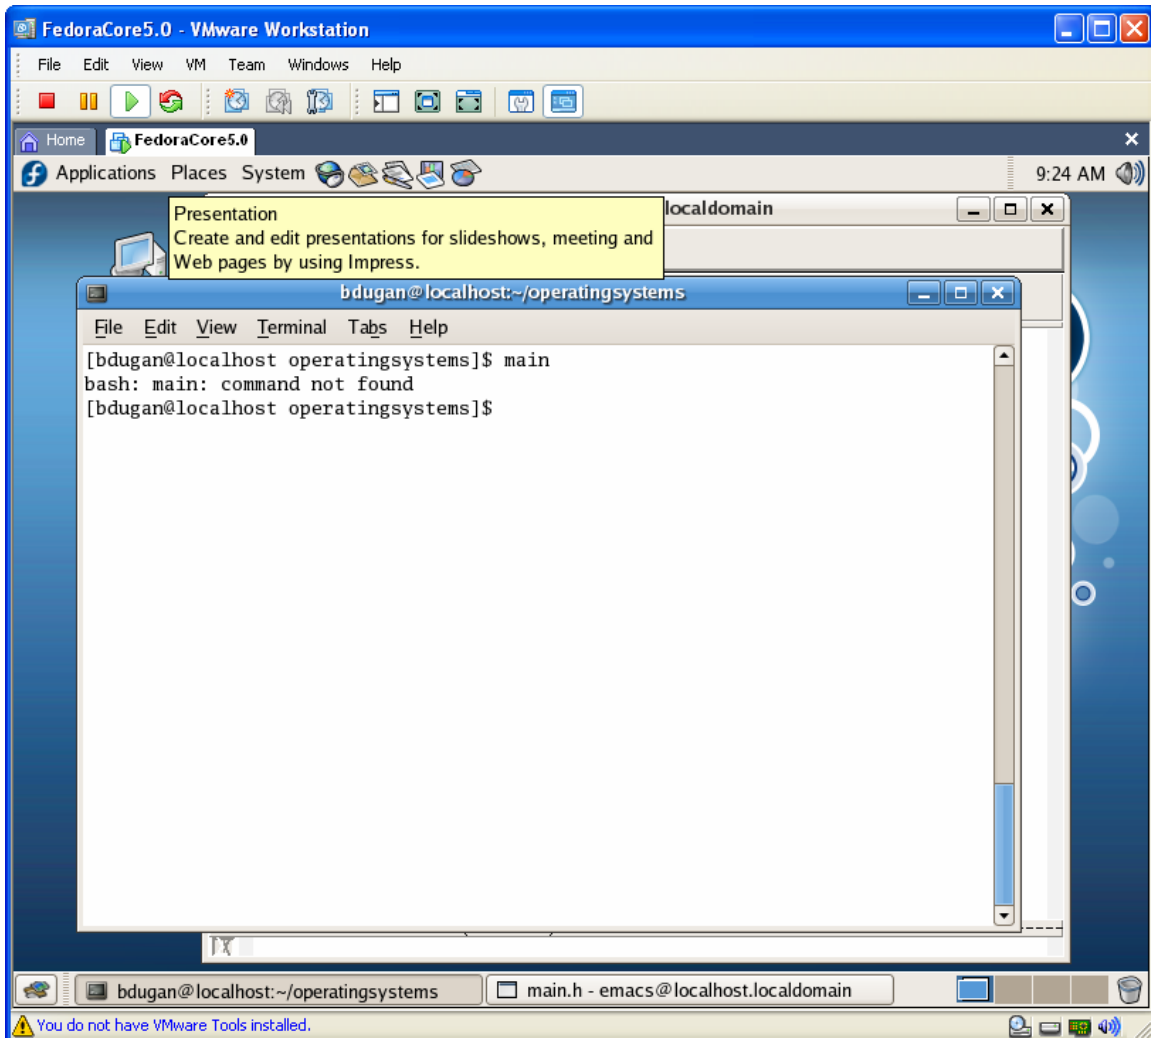 FedoraCore5.0 - VMware Workstation
File Edit View VM Team Windows Help
Home FedoraCore5.0
Applications Places System 9:24 AM
localdomain
Presentation
Create and edit presentations for slideshows, meeting and
Web pages by using Impress.
bdugan@localhost:~/operatingsystems
File Edit View Terminal Tabs Help
[bdugan@localhost operatingsystems]$ main
bash: main: command not found
[bdugan@localhost operatingsystems]$
bdugan@localhost:~/operatingsystems main.h - emacs@localhost.localdomain
You do not have VMware Tools installed.